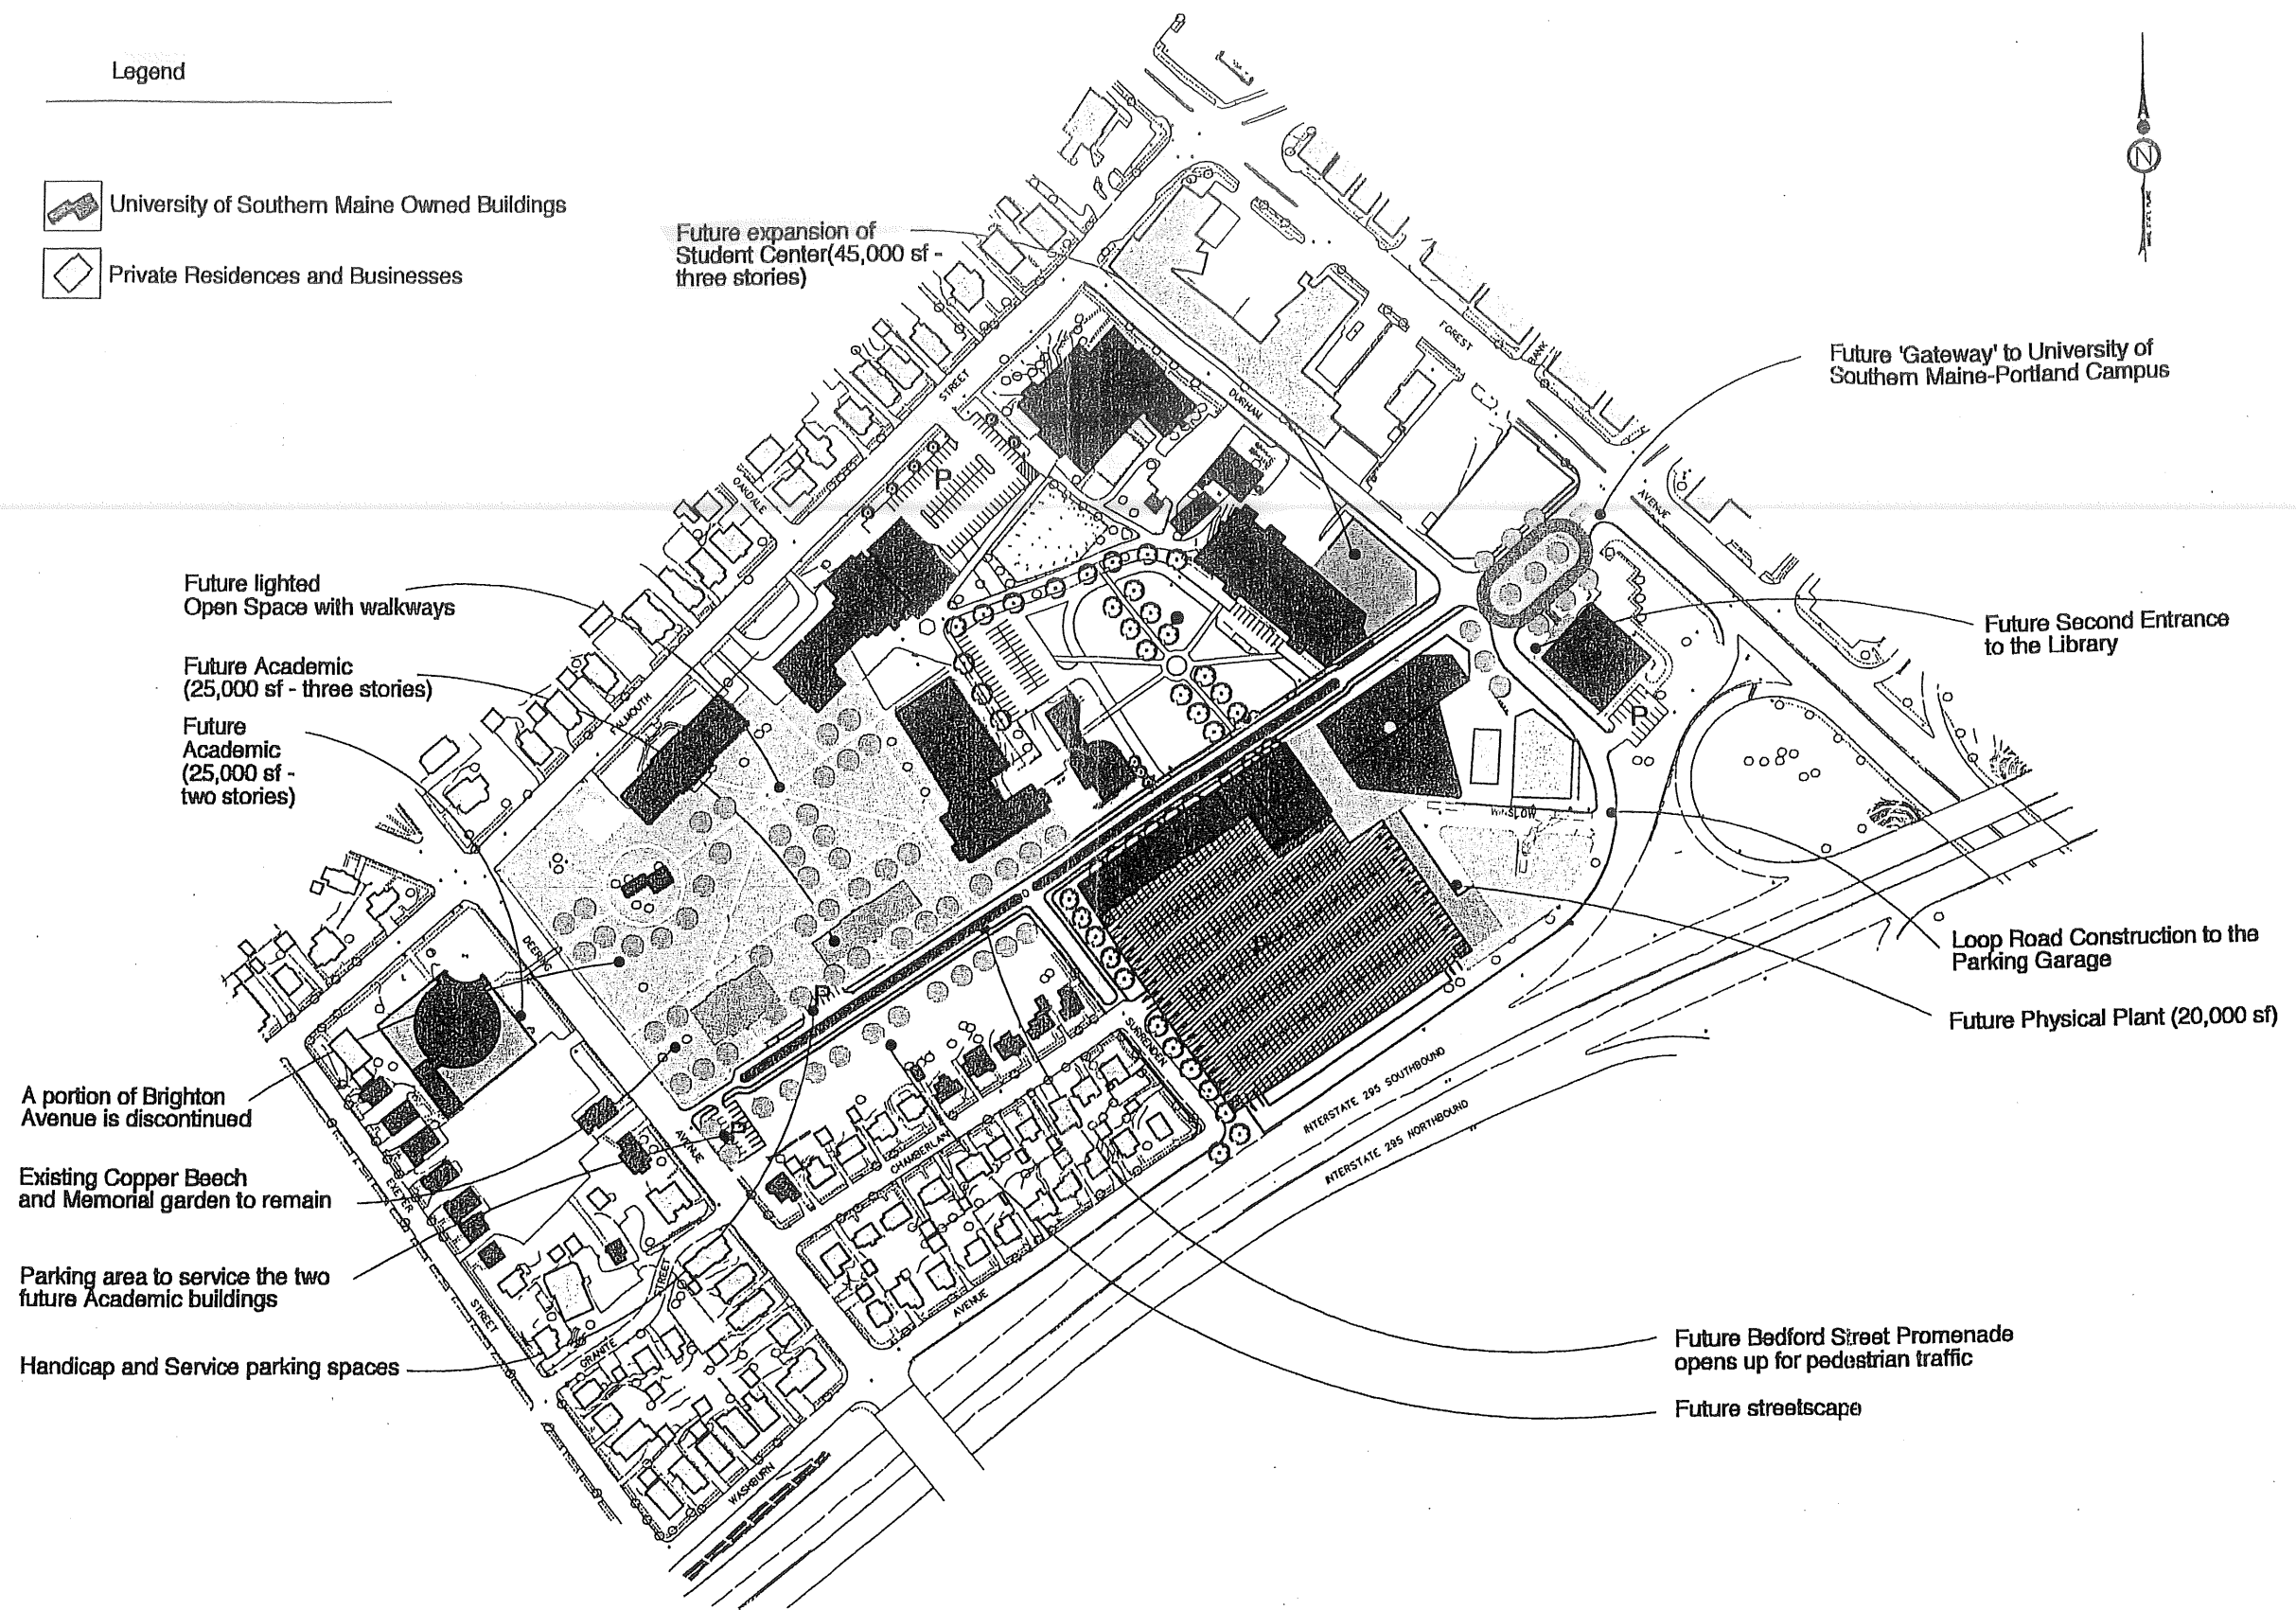 Legend
University of Southern Maine Owned Buildings
Private Residences and Businesses
N
Future expansion of
Student Center(45,000 sf -
three stories)
Future 'Gateway' to University of
Southern Maine-Portland Campus
Future lighted
Open Space with walkways
Future Academic
(25,000 sf - three stories)
Future
Academic
(25,000 sf -
two stories)
Future Second Entrance
to the Library
Loop Road Construction to the
Parking Garage
Future Physical Plant (20,000 sf)
A portion of Brighton
Avenue is discontinued
Existing Copper Beech
and Memorial garden to remain
Parking area to service the two
future Academic buildings
Handicap and Service parking spaces
Future Bedford Street Promenade
opens up for pedestrian traffic
Future streetscape
FOREST
BANK
AVENUE
DURHAM
STREET
OAKDALE
FALMOUTH
P
P
P
WINSLOW
DEERING
AVENUE
SURRENDER
CHAMBERLAIN
AVENUE
EXETER
STREET
STREET
GRANITE
WASHBURN
INTERSTATE 295 SOUTHBOUND
INTERSTATE 295 NORTHBOUND